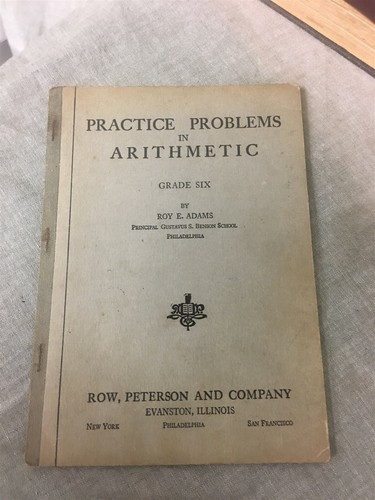 PRACTICE PROBLEMS
IN
ARITHMETIC
GRADE SIX
BY
ROY E. ADAMS
PRINCIPAL GUSTAVUS S. BENSON SCHOOL
PHILADELPHIA
ROW, PETERSON AND COMPANY
EVANSTON, ILLINOIS
NEW YORK PHILADELPHIA SAN FRANCISCO